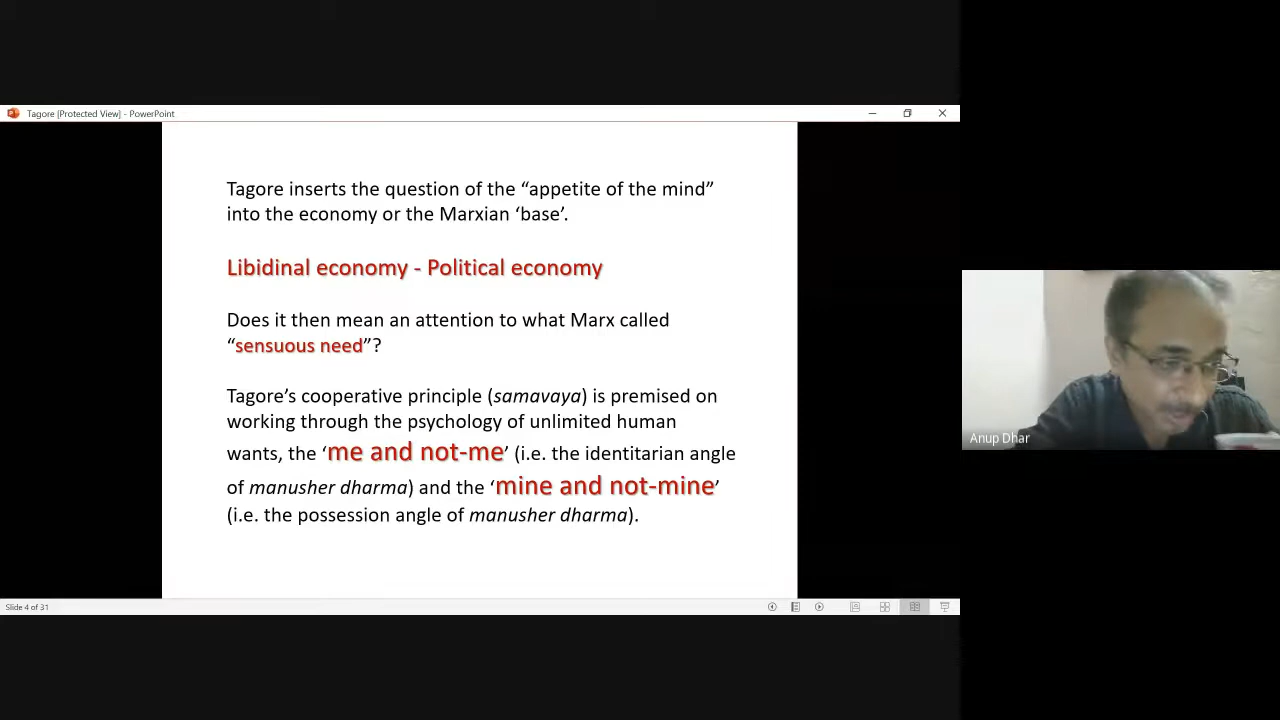 Tagore [Protected View] - PowerPoint
Tagore inserts the question of the “appetite of the mind”
into the economy or the Marxian ‘base’.
Libidinal economy - Political economy
Does it then mean an attention to what Marx called
“sensuous need”?
Tagore’s cooperative principle (samavaya) is premised on
working through the psychology of unlimited human
wants, the ‘me and not-me’ (i.e. the identitarian angle
of manusher dharma) and the ‘mine and not-mine’
(i.e. the possession angle of manusher dharma).
Slide 4 of 31
Anup Dhar